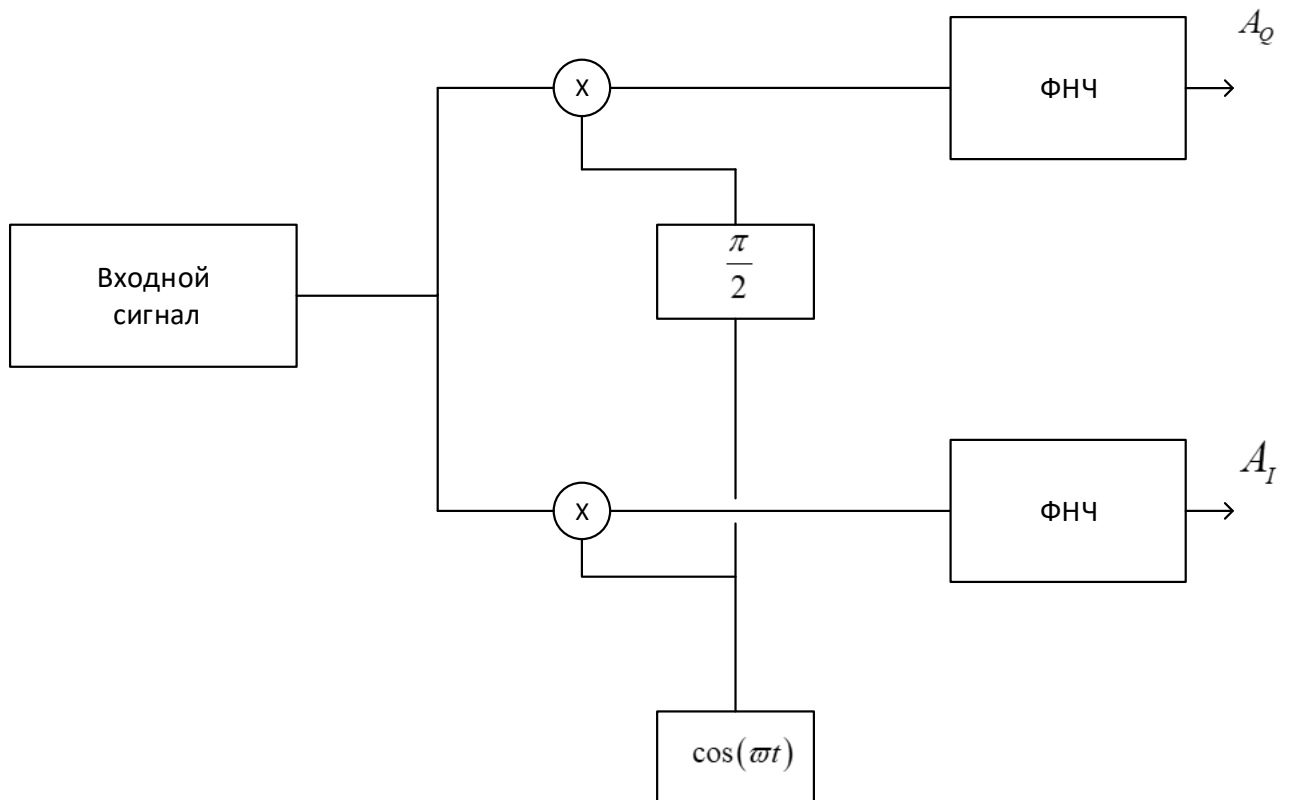 A_Q
X
ФНЧ
π
2
Входной
сигнал
A_I
X
ФНЧ
cos(ϖt)